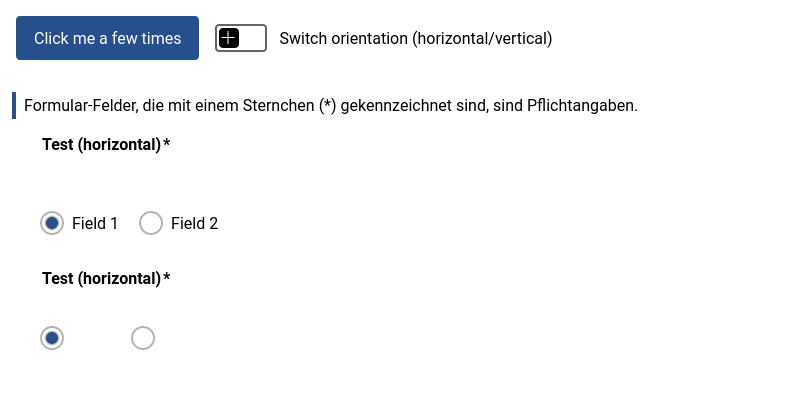 Click me a few times
Switch orientation (horizontal/vertical)
Formular-Felder, die mit einem Sternchen (*) gekennzeichnet sind, sind Pflichtangaben.
Test (horizontal)*
Field 1 Field 2
Test (horizontal)*